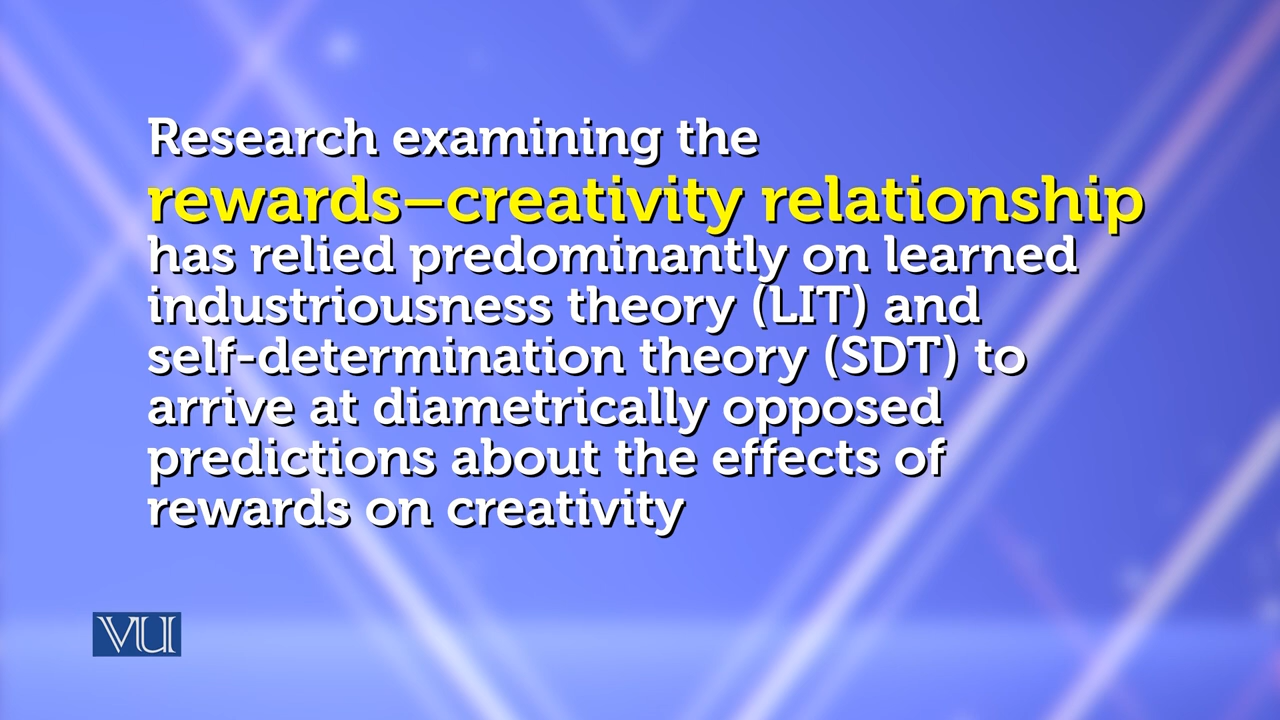 Research examining the
rewards–creativity relationship
has relied predominantly on learned
industriousness theory (LIT) and
self-determination theory (SDT) to
arrive at diametrically opposed
predictions about the effects of
rewards on creativity
VU